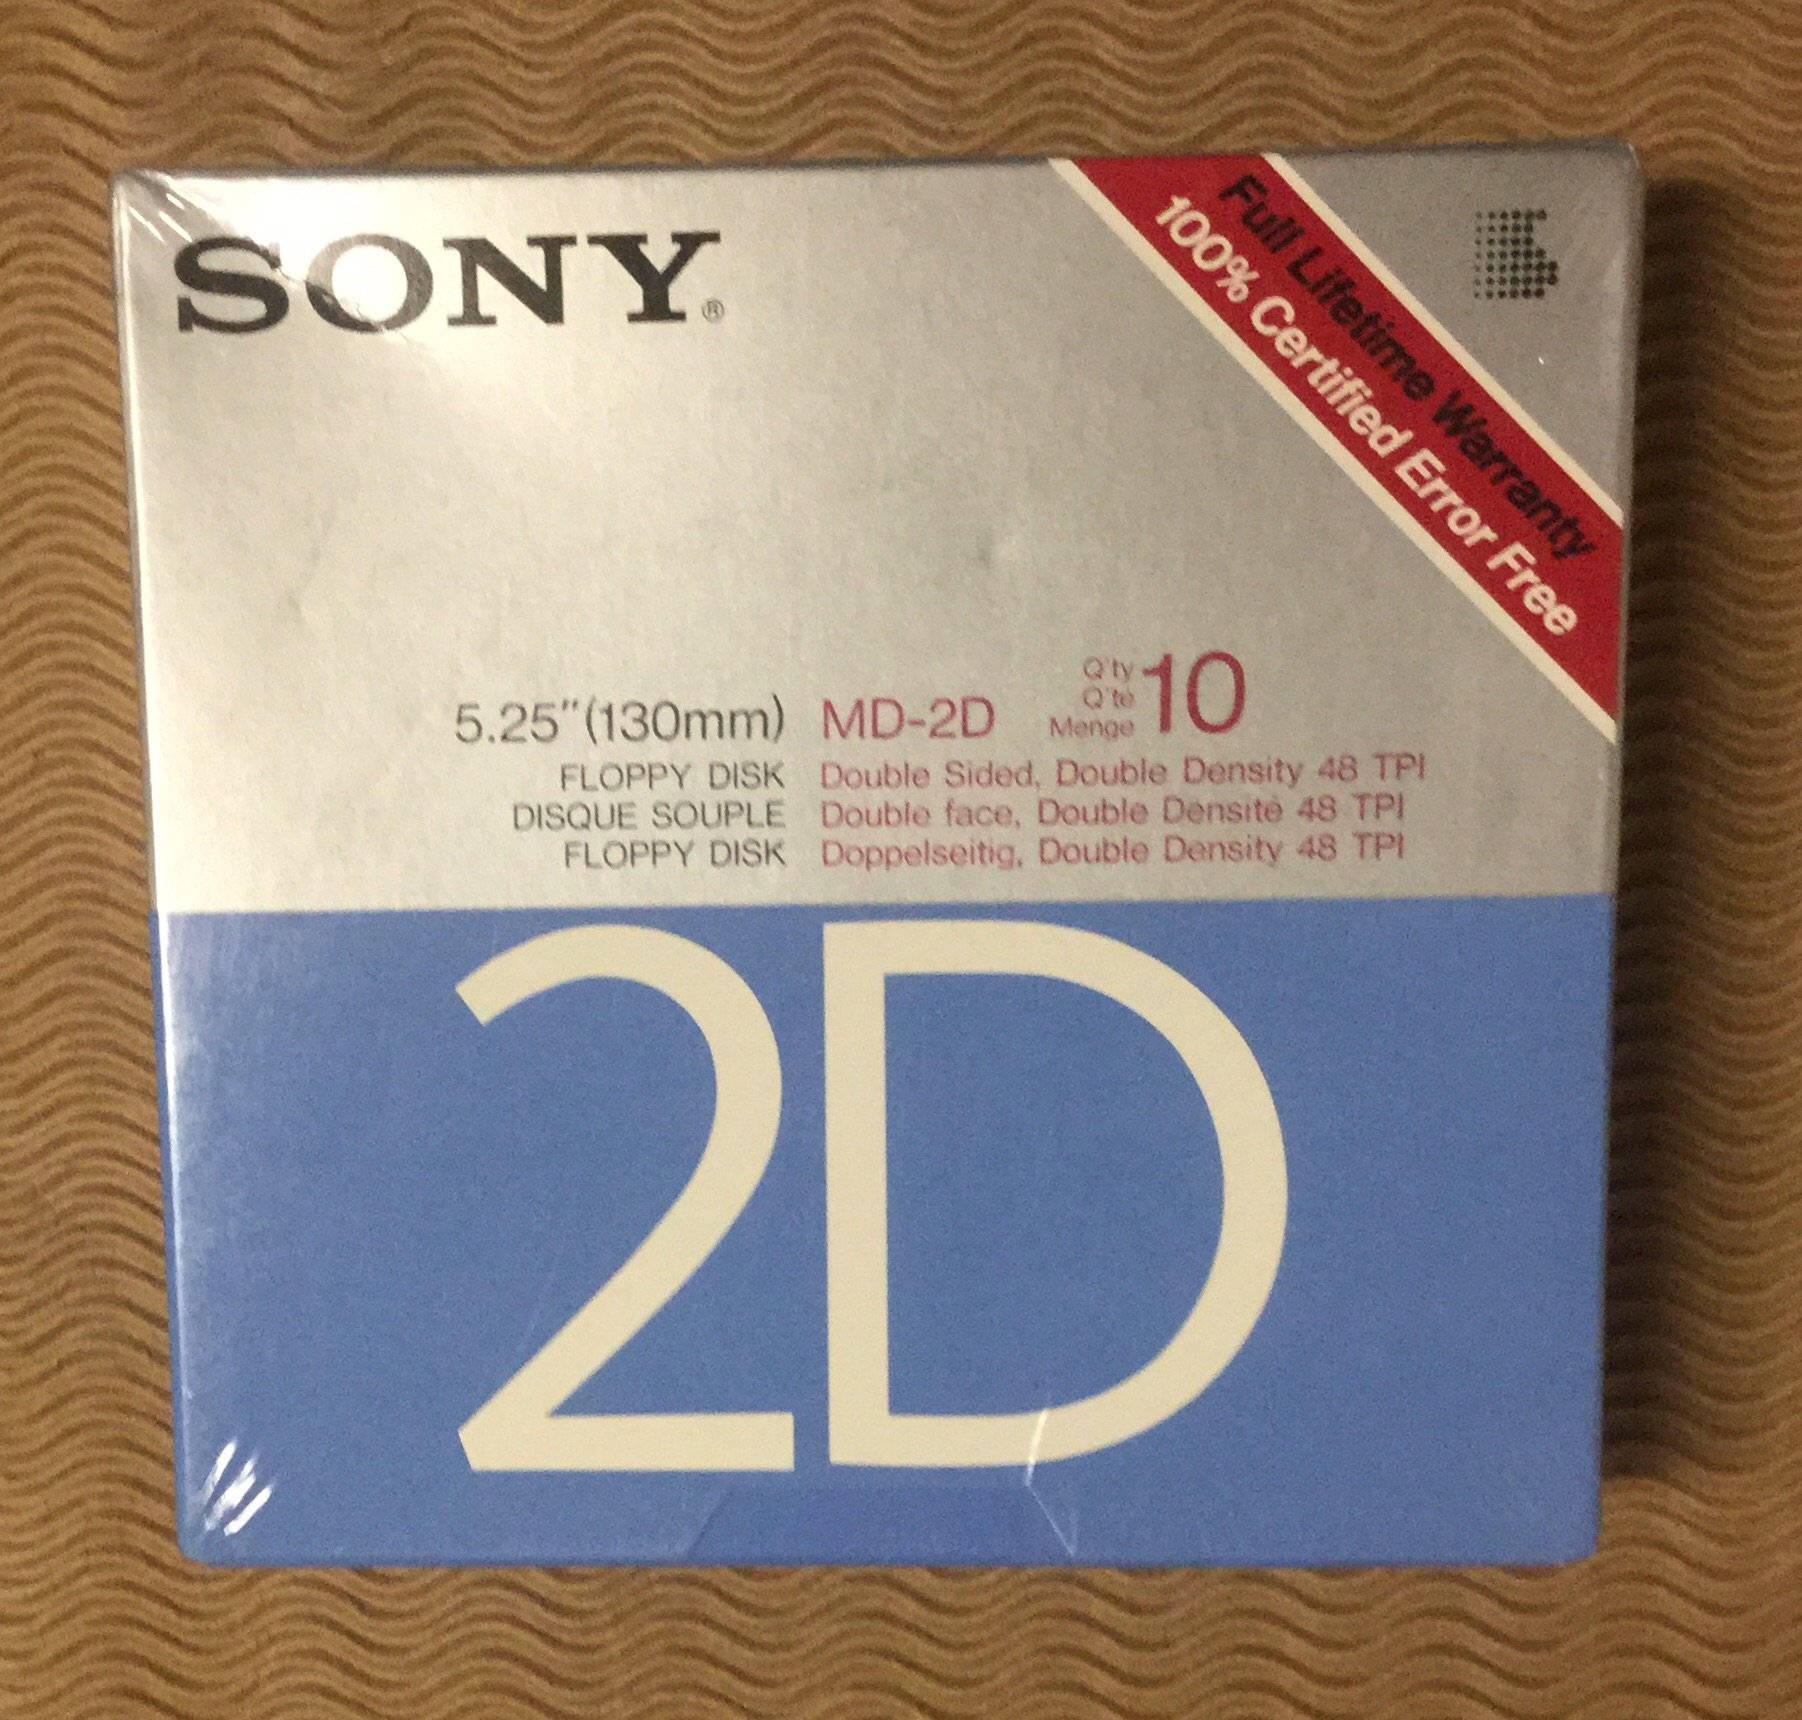 SONY®
Full Lifetime Warranty
100% Certified Error Free
5.25"(130mm) MD-2D Q'ty Q'té Menge 10
FLOPPY DISK Double Sided, Double Density 48 TPI
DISQUE SOUPLE Double face, Double Densité 48 TPI
FLOPPY DISK Doppelseitig, Double Density 48 TPI
2D